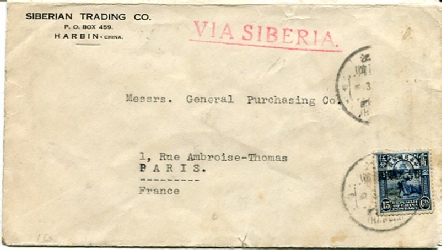 SIBERIAN TRADING CO.
P. O. BOX 459.
HARBIN - CHINA.
VIA SIBERIA.
Messrs. General Purchasing Co.
1, Rue Ambroise-Thomas
PARIS.
France
15